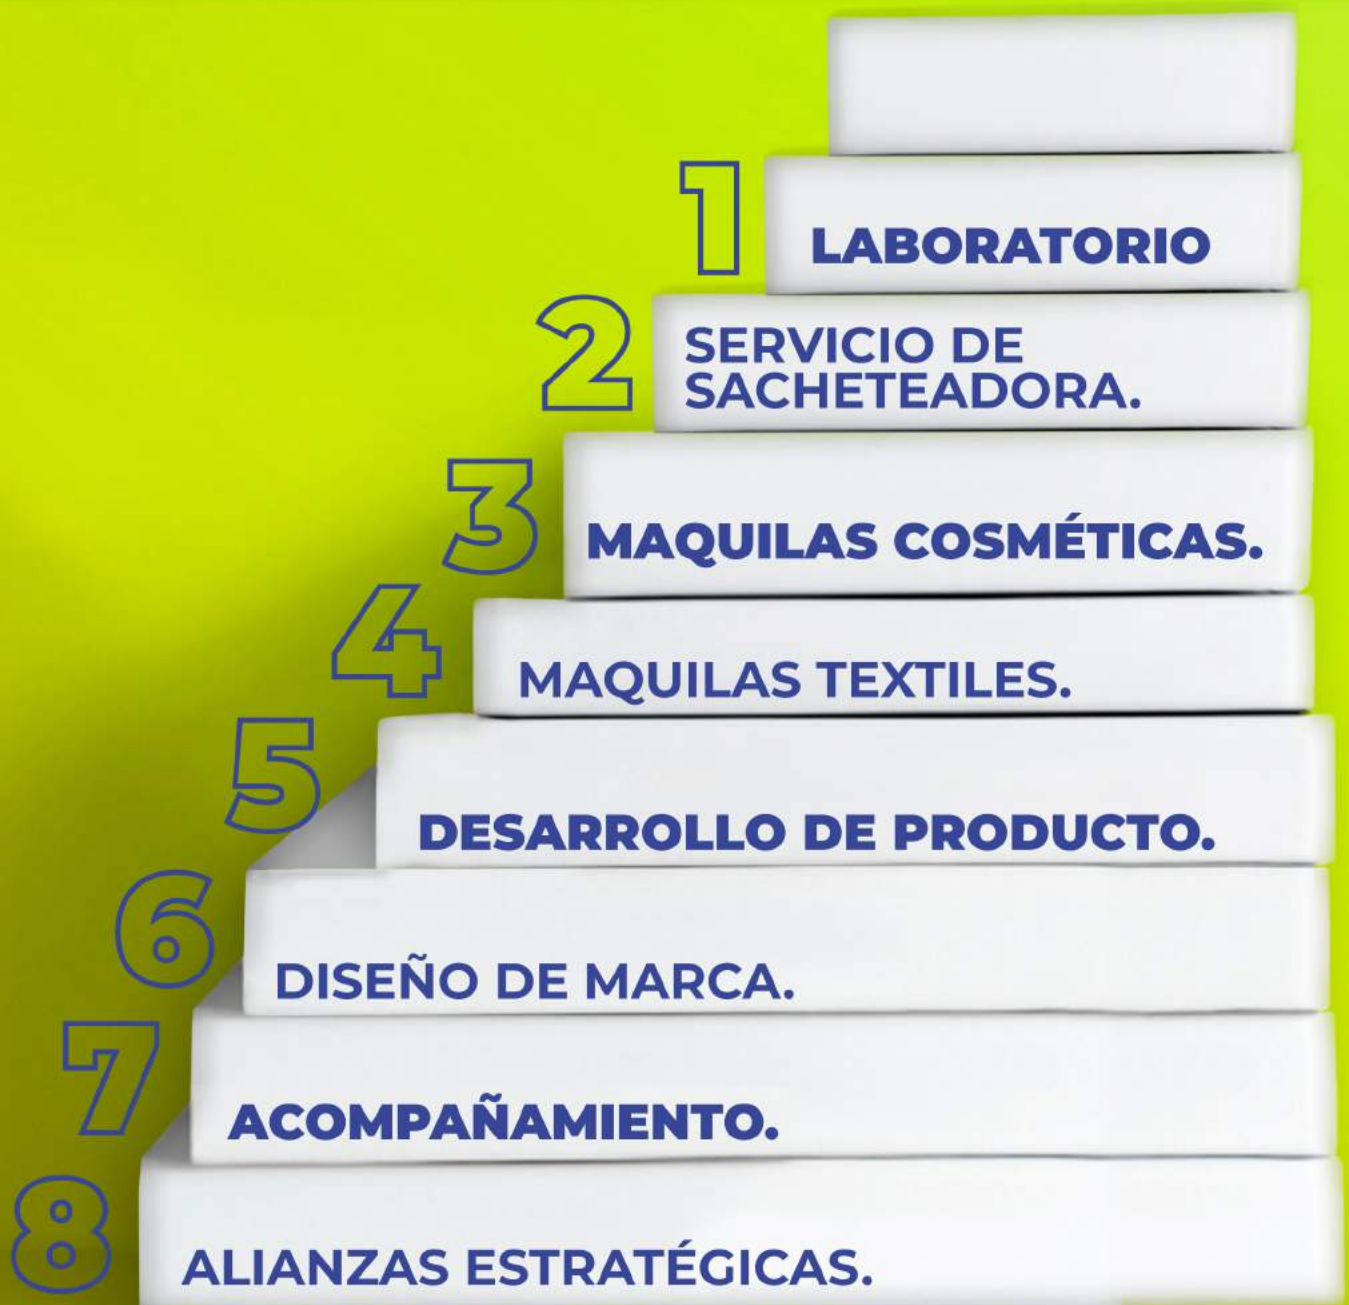 1
LABORATORIO
2
SERVICIO DE
SACHETEADORA.
3
MAQUILAS COSMÉTICAS.
4
MAQUILAS TEXTILES.
5
DESARROLLO DE PRODUCTO.
6
DISEÑO DE MARCA.
7
ACOMPAÑAMIENTO.
8
ALIANZAS ESTRATÉGICAS.